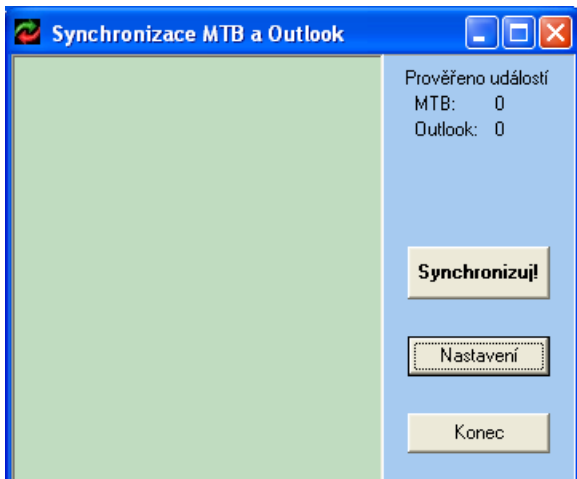 Synchronizace MTB a Outlook
Prověřeno událostí
MTB: 0
Outlook: 0
Synchronizuj!
Nastavení
Konec